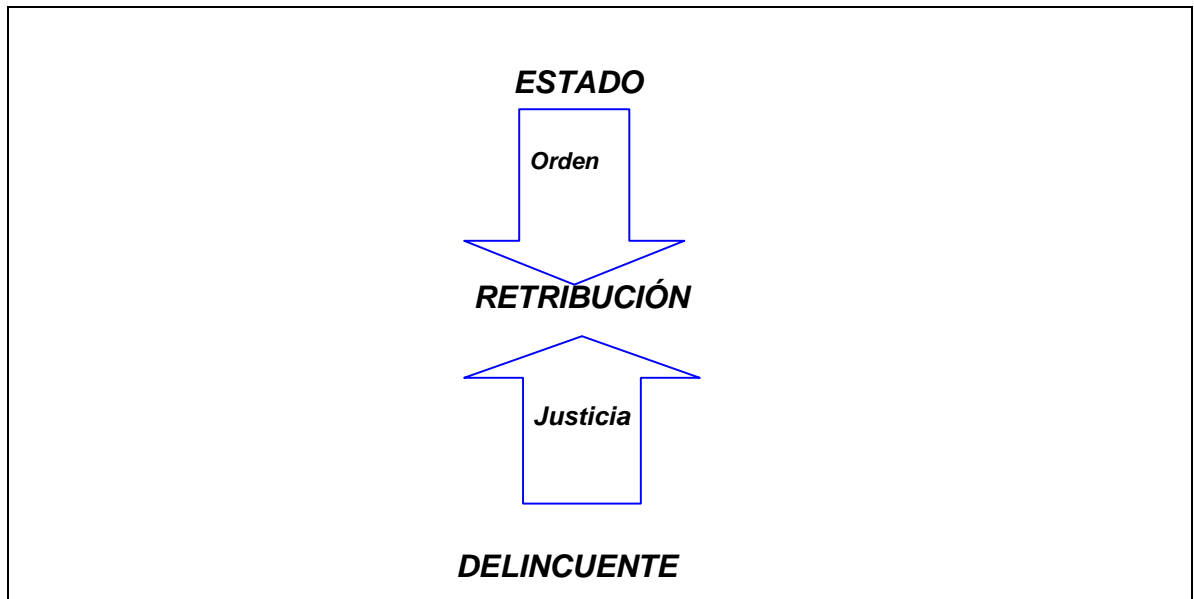 ESTADO
Orden
RETRIBUCIÓN
Justicia
DELINCUENTE